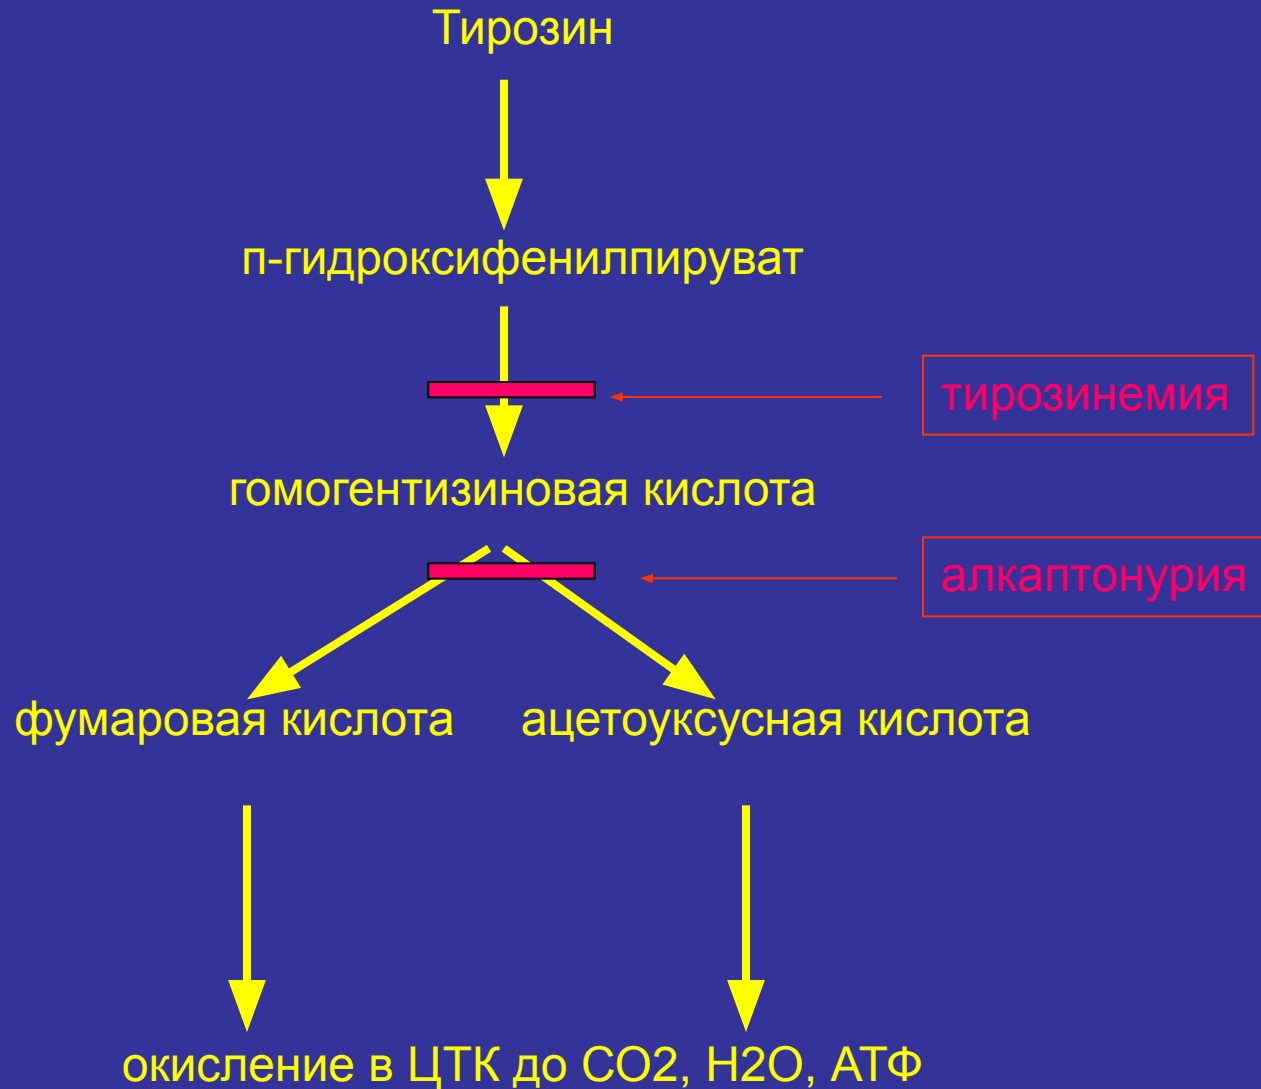 Тирозин
п-гидроксифенилпируват
тирозинемия
гомогентизиновая кислота
алкаптонурия
фумаровая кислота
ацетоуксусная кислота
окисление в ЦТК до СО2, Н2О, АТФ